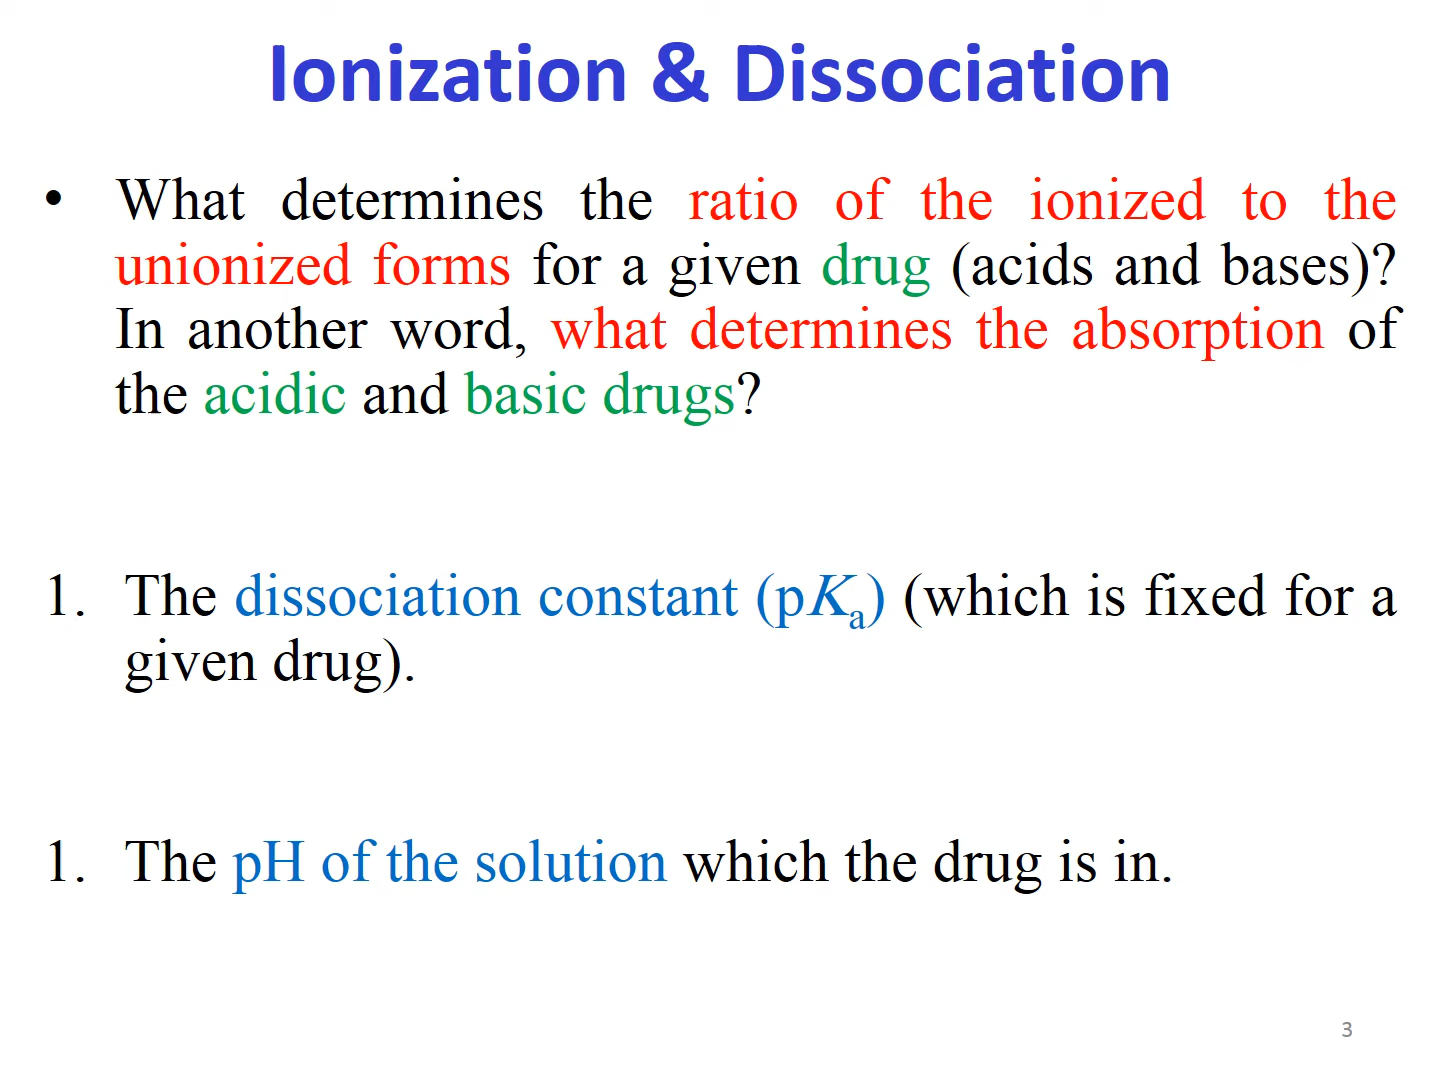 Ionization & Dissociation
• What determines the ratio of the ionized to the
unionized forms for a given drug (acids and bases)?
In another word, what determines the absorption of
the acidic and basic drugs?
1. The dissociation constant (pKa) (which is fixed for a
given drug).
1. The pH of the solution which the drug is in.
3